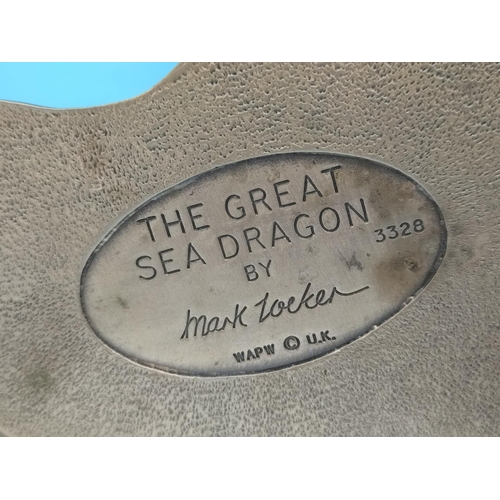 THE GREAT
SEA DRAGON
3328
BY
Mark Locker
WAPW © U.K.